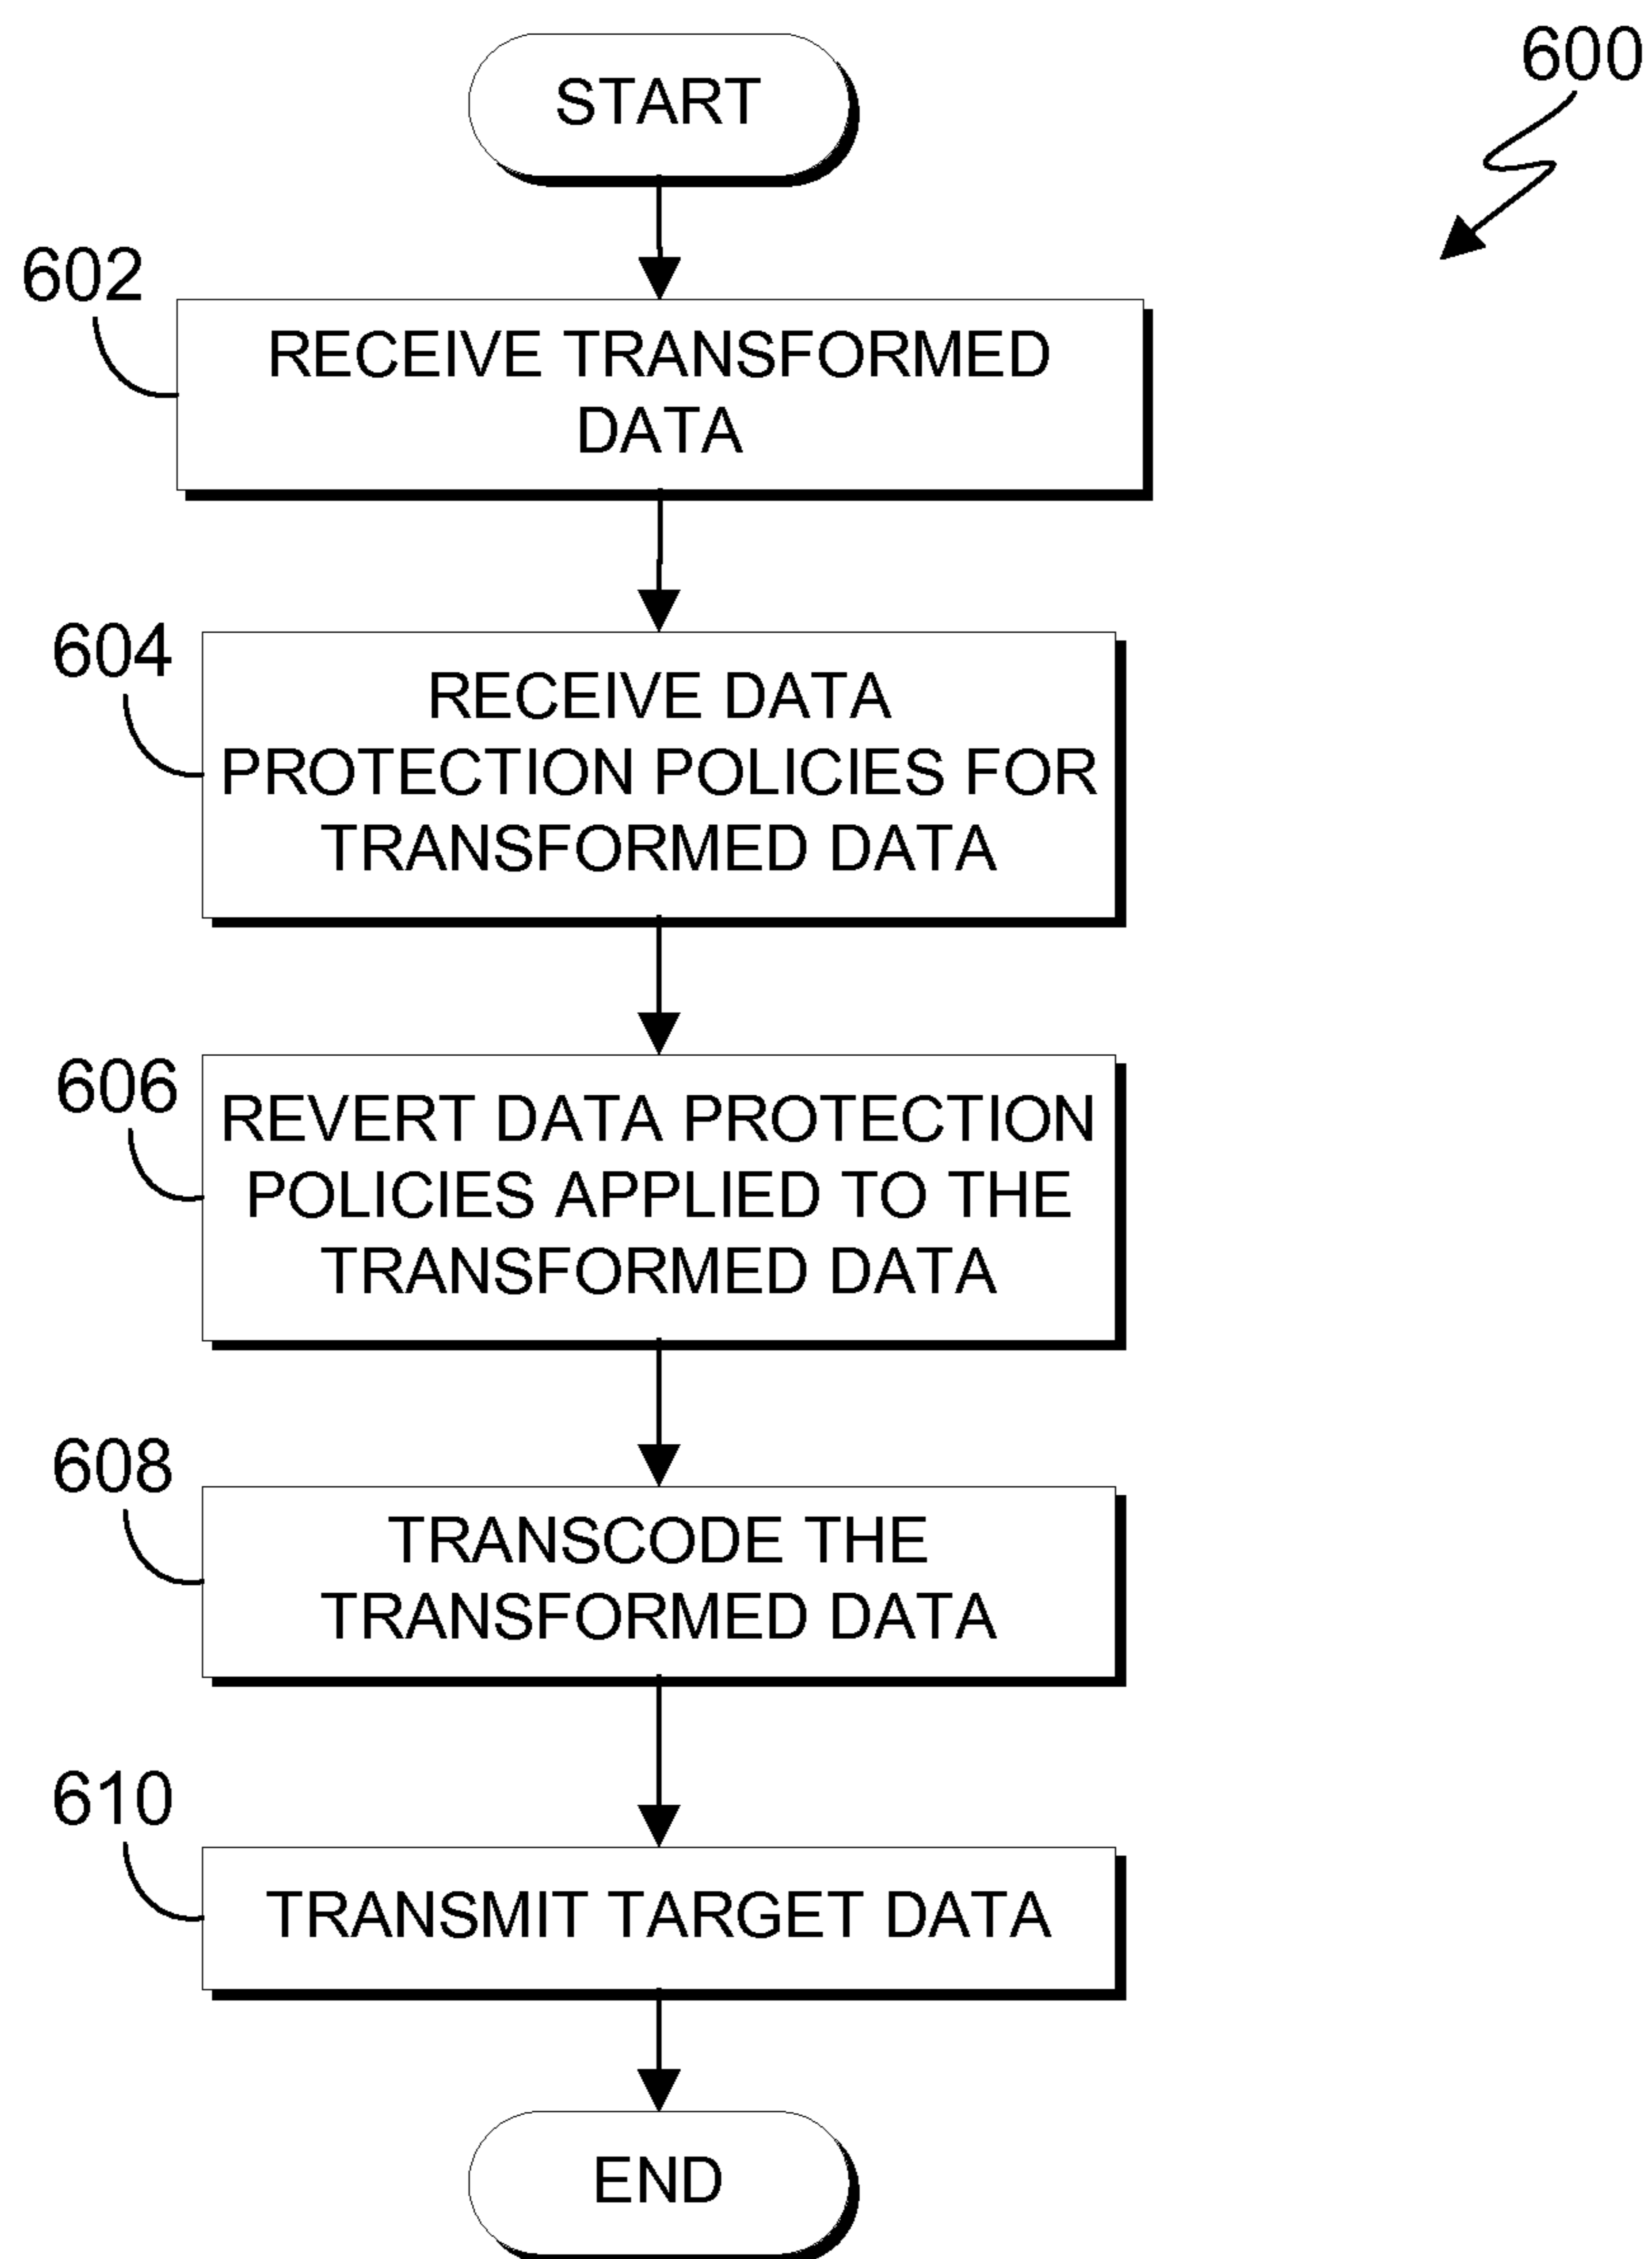 START
600
602
RECEIVE TRANSFORMED
DATA
604
RECEIVE DATA
PROTECTION POLICIES FOR
TRANSFORMED DATA
606
REVERT DATA PROTECTION
POLICIES APPLIED TO THE
TRANSFORMED DATA
608
TRANSCODE THE
TRANSFORMED DATA
610
TRANSMIT TARGET DATA
END